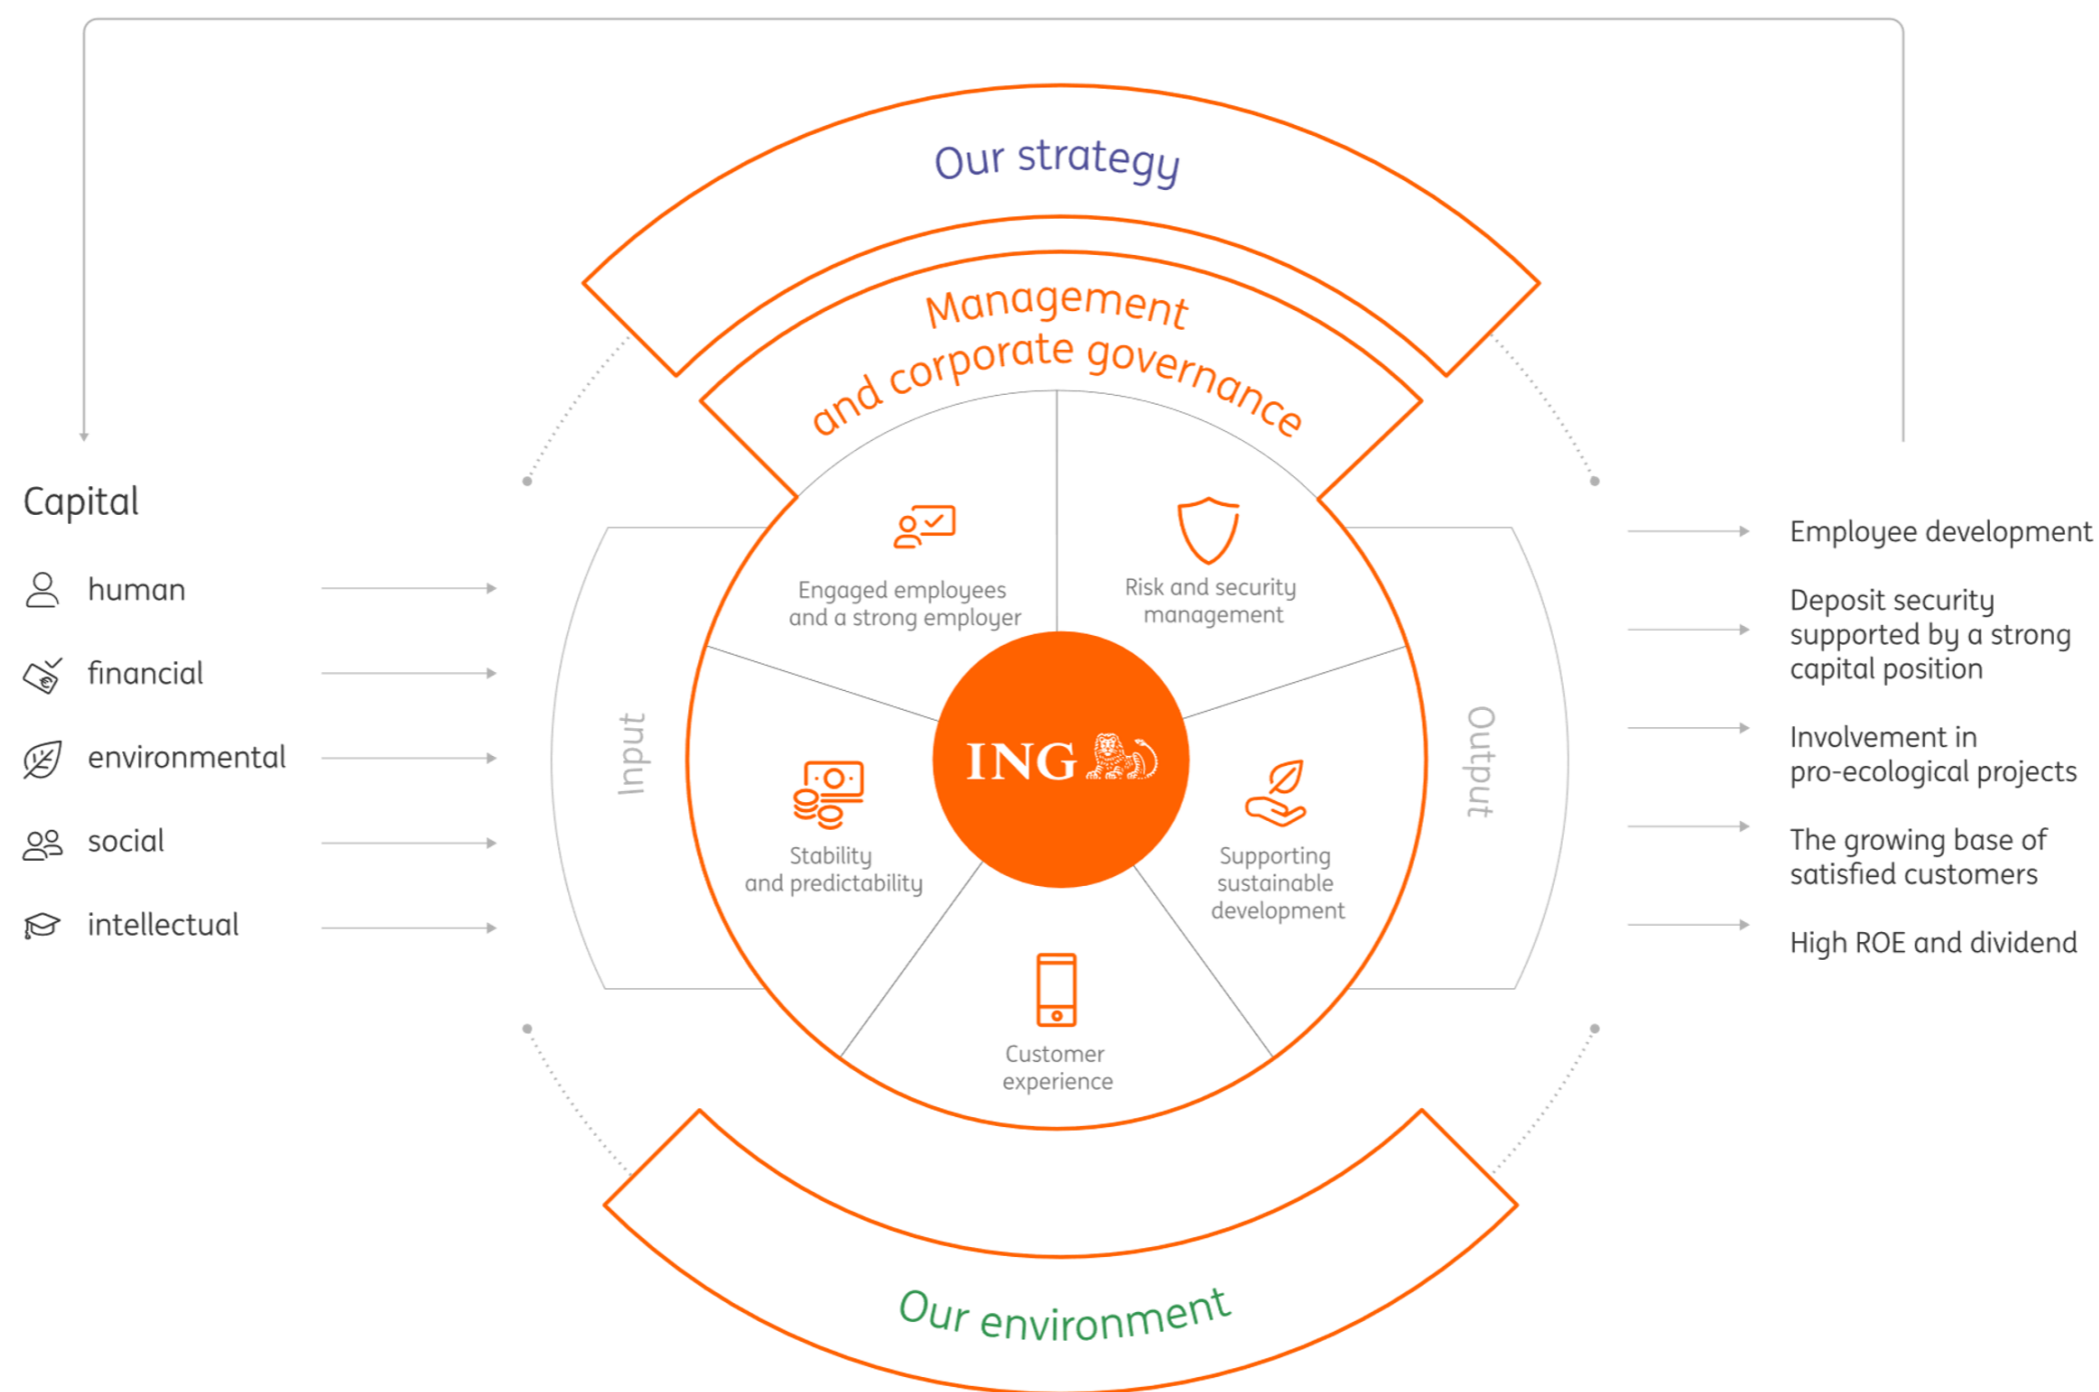 Our strategy
Management
and corporate governance
Capital
human
financial
environmental
social
intellectual
Input
Engaged employees
and a strong employer
Risk and security
management
ING
Stability
and predictability
Supporting
sustainable
development
Customer
experience
Output
Employee development
Deposit security
supported by a strong
capital position
Involvement in
pro-ecological projects
The growing base of
satisfied customers
High ROE and dividend
Our environment